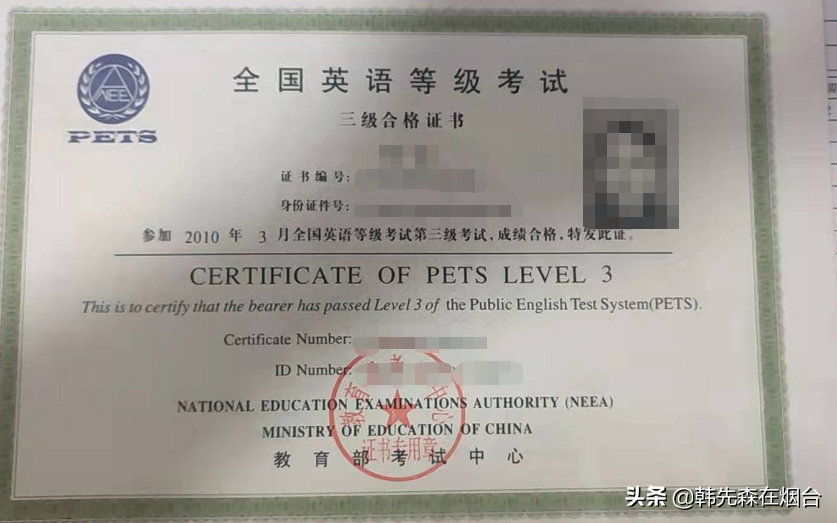 全国英语等级考试
NEEA
PETS
三级合格证书
证书编号:
身份证件号:
参加 2010 年 3 月全国英语等级考试第三级考试,成绩合格,特发此证。
CERTIFICATE OF PETS LEVEL 3
This is to certify that the bearer has passed Level 3 of the Public English Test System(PETS).
Certificate Number:
ID Number:
NATIONAL EDUCATION EXAMINATIONS AUTHORITY (NEEA)
MINISTRY OF EDUCATION OF CHINA
教育部考试中心
证书专用章
头条 @韩先森在烟台